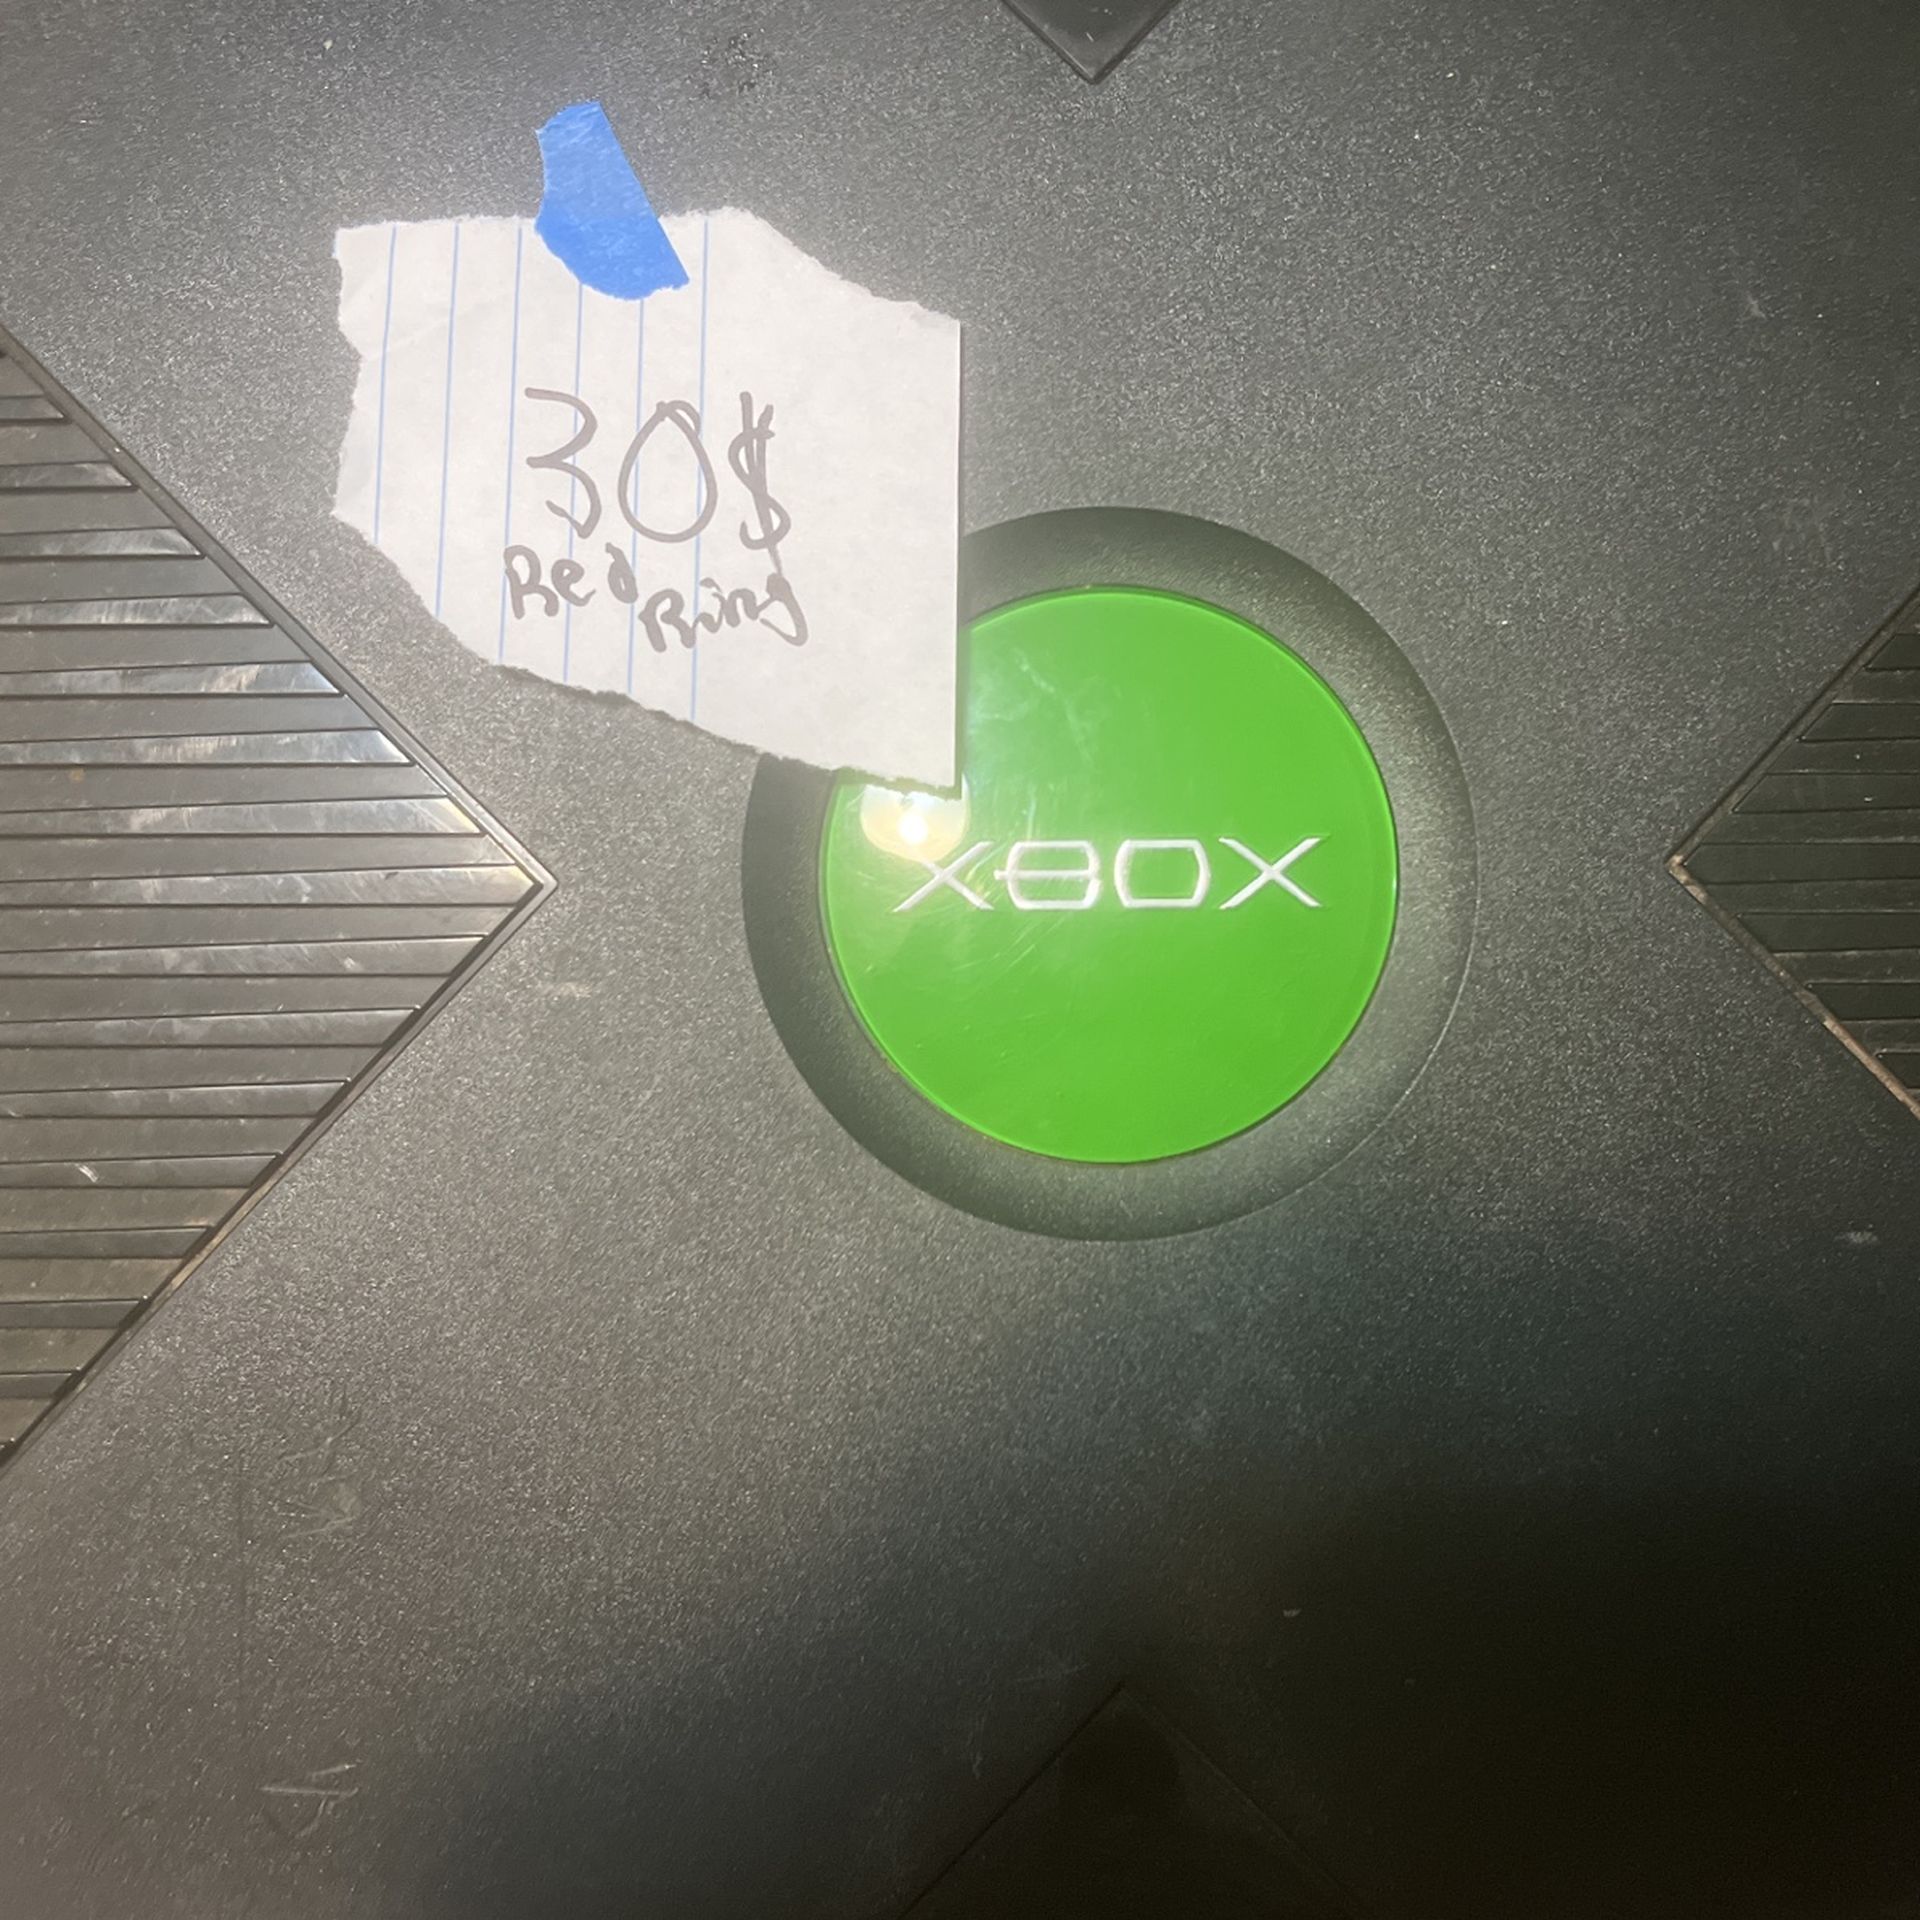 30$
Red Ring
XBOX